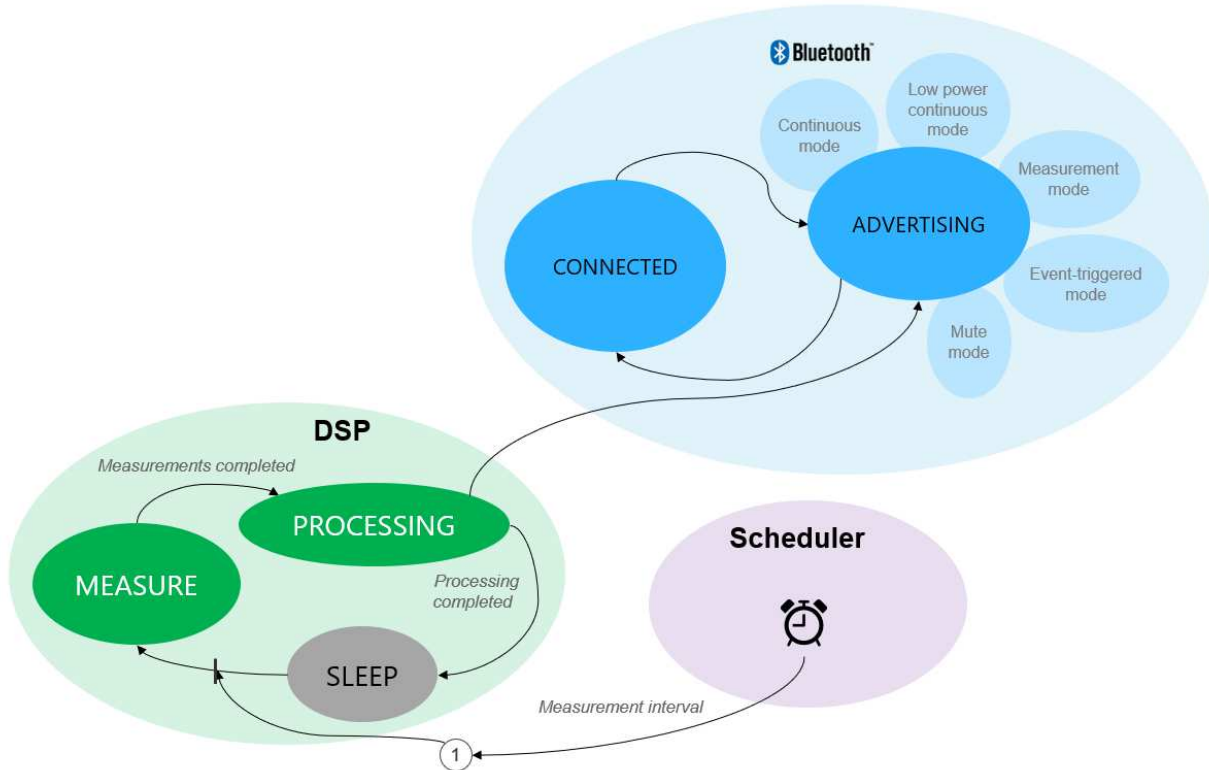 Bluetooth™
Low power
continuous
mode
Continuous
mode
Measurement
mode
ADVERTISING
CONNECTED
Event-triggered
mode
Mute
mode
DSP
Measurements completed
PROCESSING
Scheduler
MEASURE
Processing
completed
SLEEP
Measurement interval
1